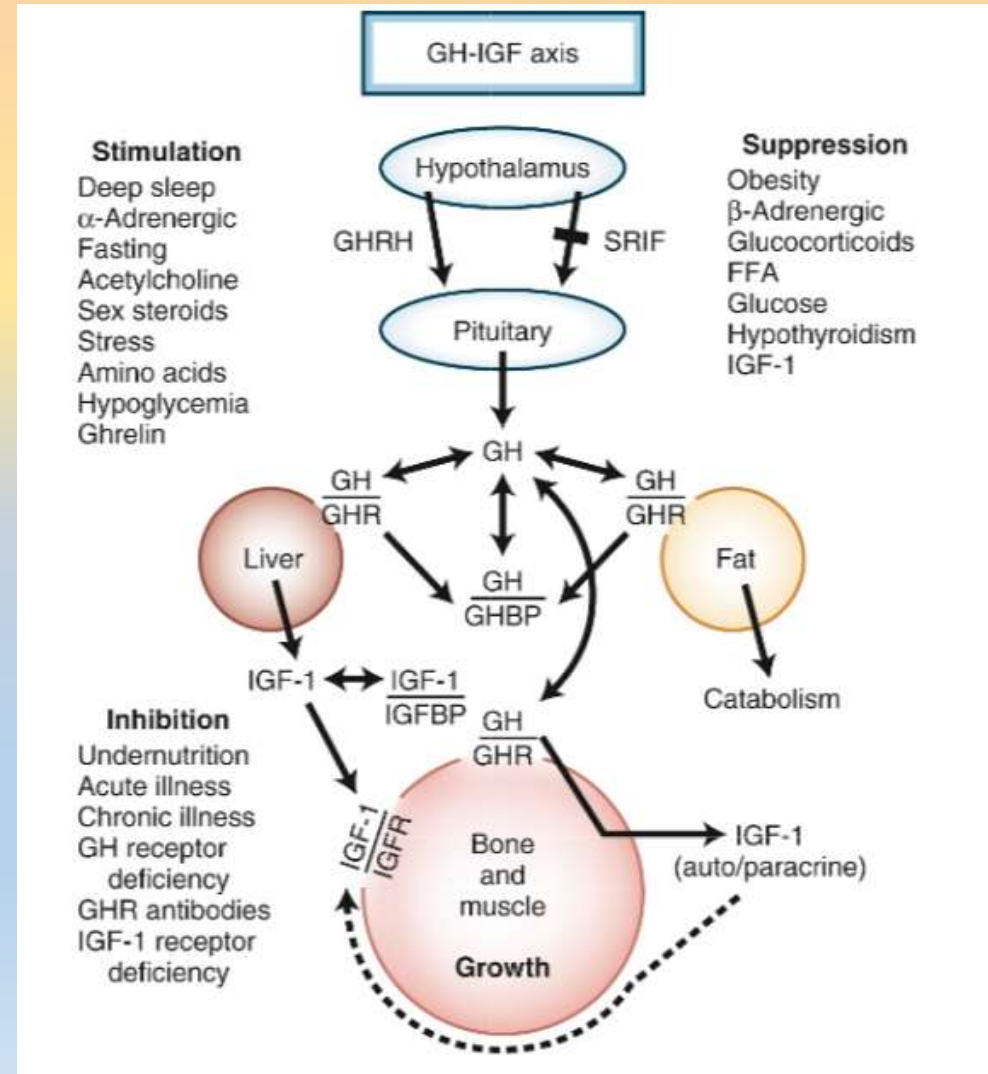 GH-IGF axis
Stimulation
Deep sleep
α-Adrenergic
Fasting
Acetylcholine
Sex steroids
Stress
Amino acids
Hypoglycemia
Ghrelin
Hypothalamus
GHRH
SRIF
Pituitary
Suppression
Obesity
β-Adrenergic
Glucocorticoids
FFA
Glucose
Hypothyroidism
IGF-1
GH
GH
GHR
GH
GHR
Liver
GH
GHBP
Fat
IGF-1
IGF-1
IGFBP
Catabolism
Inhibition
Undernutrition
Acute illness
Chronic illness
GH receptor
deficiency
GHR antibodies
IGF-1 receptor
deficiency
GH
GHR
IGF-1
IGFR
Bone
and
muscle
Growth
IGF-1
(auto/paracrine)